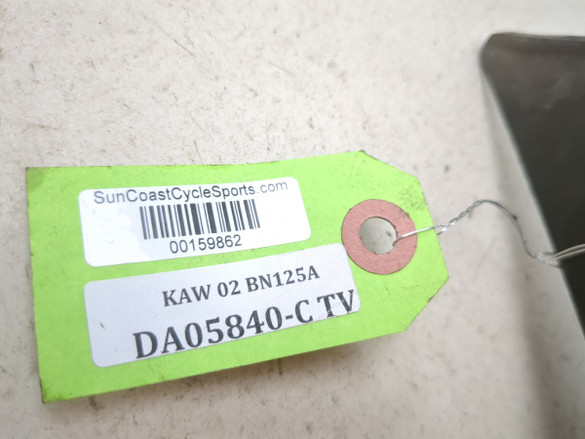 SunCoastCycleSports.com
00159862
KAW 02 BN125A
DA05840-C TV